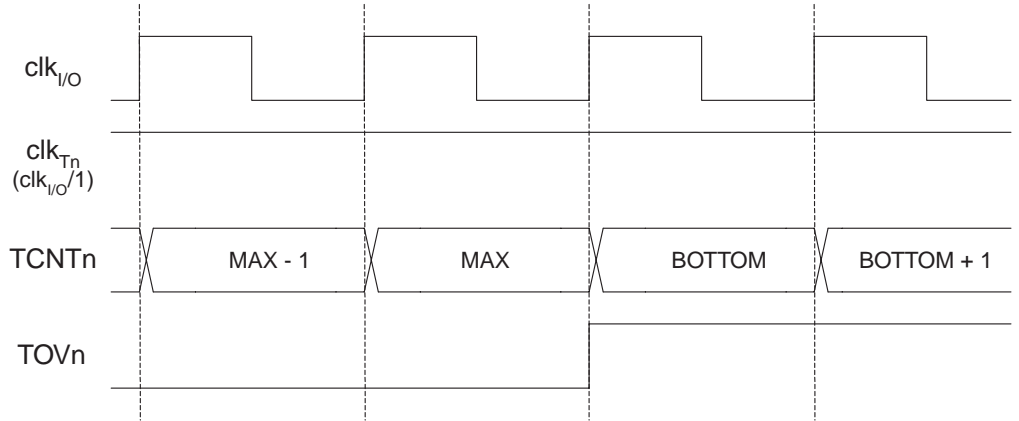 clkI/O
clkTn
(clkI/O/1)
TCNTn
MAX - 1
MAX
BOTTOM
BOTTOM + 1
TOVn